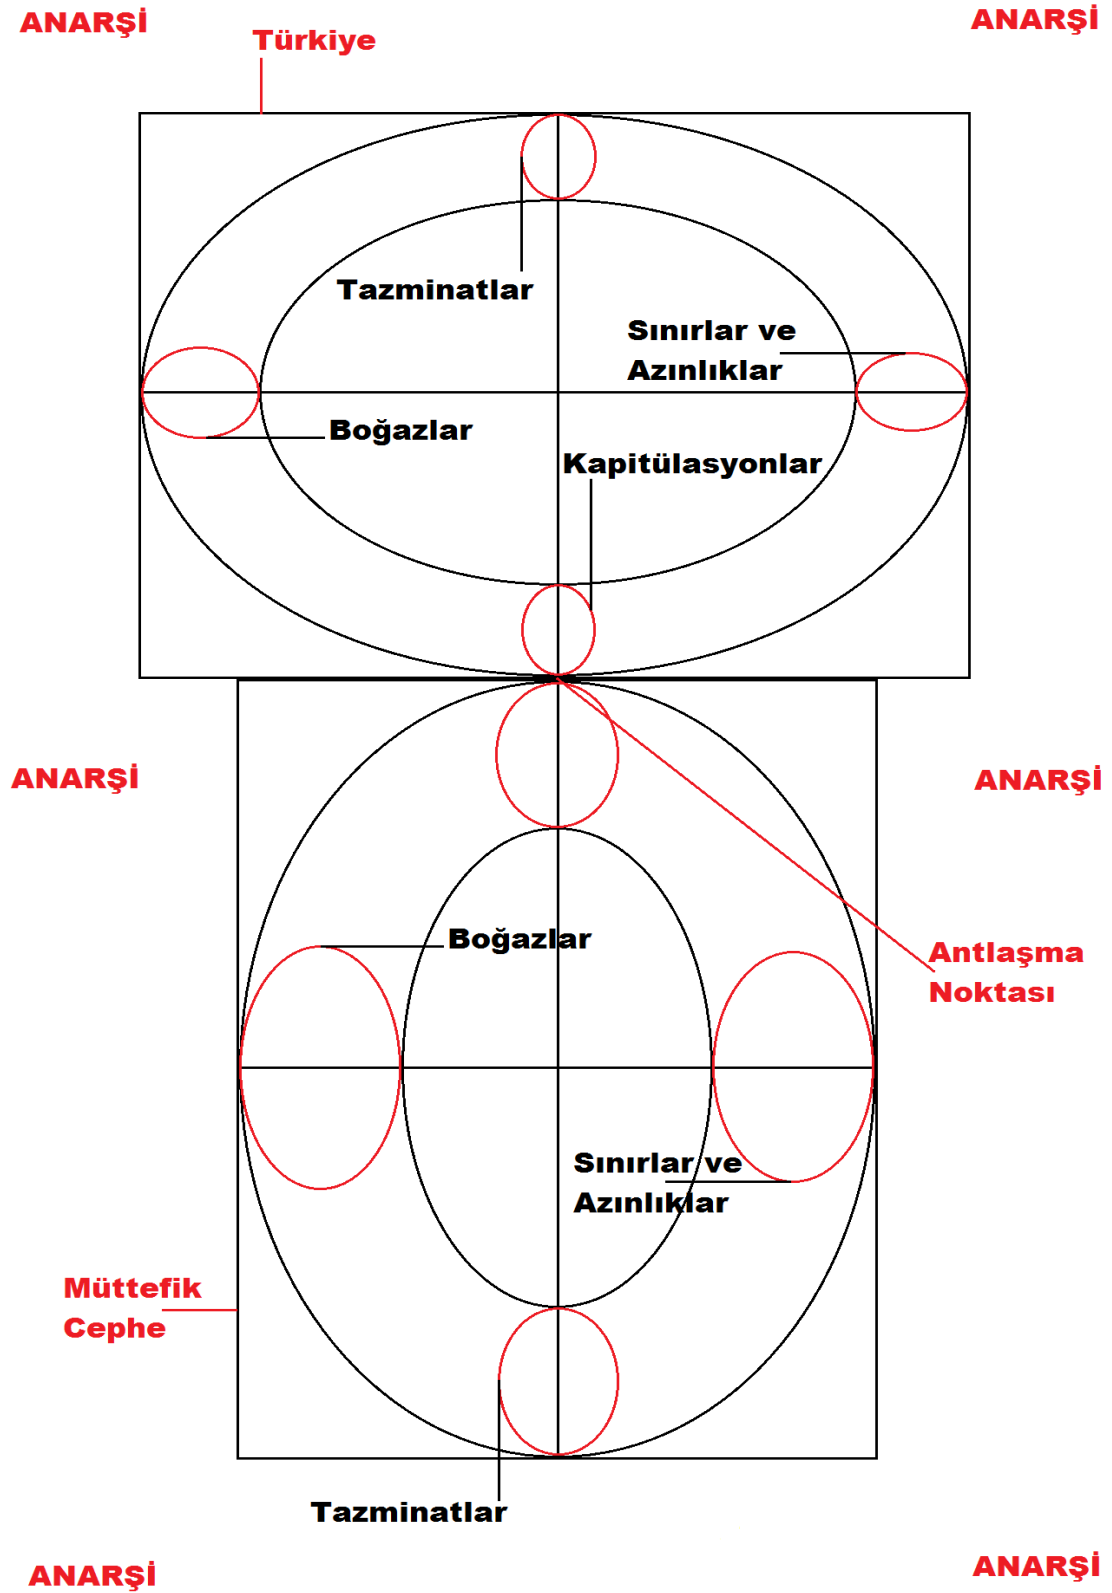 ANARŞİ
ANARŞİ
Türkiye
Tazminatlar
Sınırlar ve
Azınlıklar
Boğazlar
Kapitülasyonlar
ANARŞİ
ANARŞİ
Boğazlar
Antlaşma
Noktası
Sınırlar ve
Azınlıklar
Müttefik
Cephe
Tazminatlar
ANARŞİ
ANARŞİ